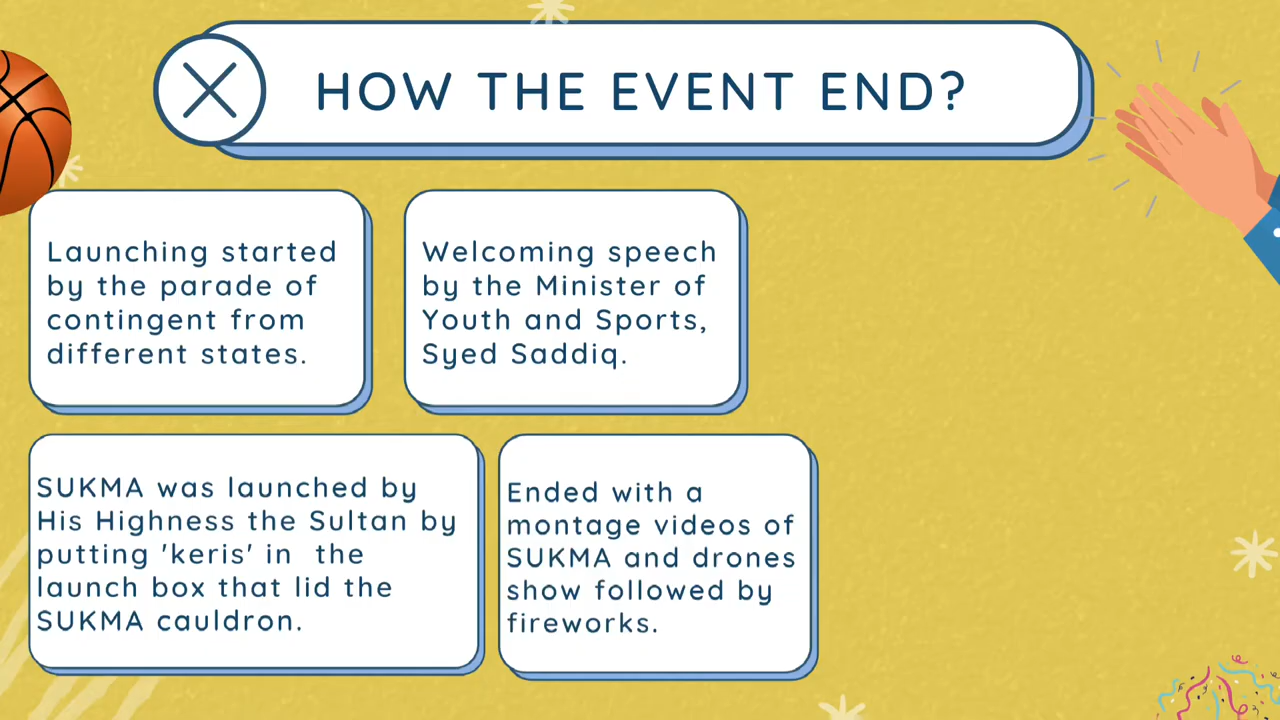 HOW THE EVENT END?
Launching started
by the parade of
contingent from
different states.
Welcoming speech
by the Minister of
Youth and Sports,
Syed Saddiq.
SUKMA was launched by
His Highness the Sultan by
putting 'keris' in  the
launch box that lid the
SUKMA cauldron.
Ended with a
montage videos of
SUKMA and drones
show followed by
fireworks.